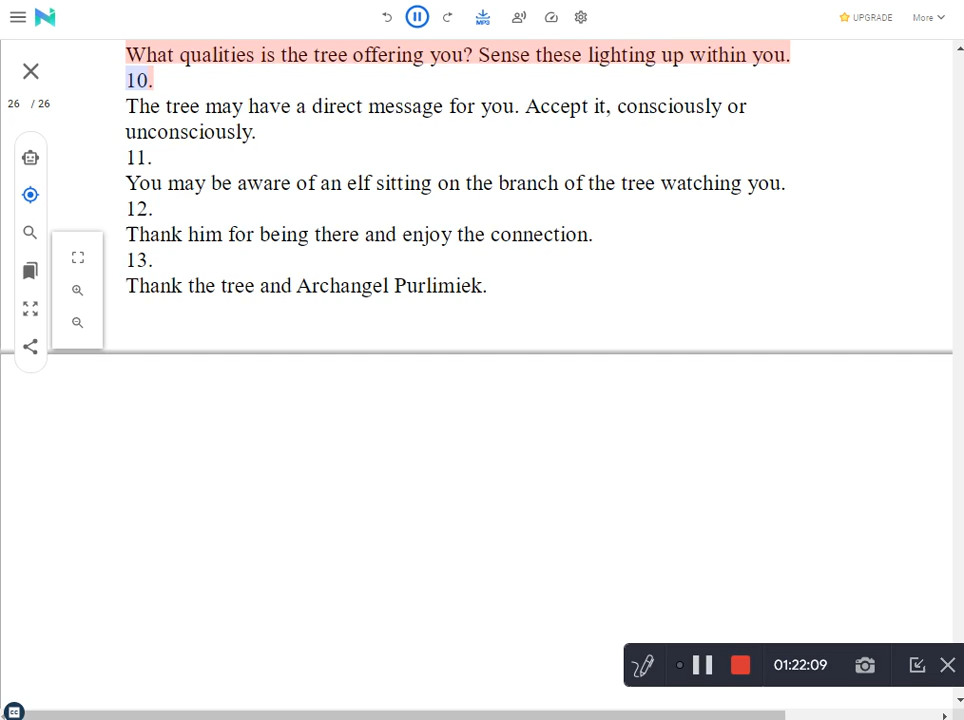 MP3
UPGRADE
More
26 / 26
What qualities is the tree offering you? Sense these lighting up within you.
10.
The tree may have a direct message for you. Accept it, consciously or
unconsciously.
11.
You may be aware of an elf sitting on the branch of the tree watching you.
12.
Thank him for being there and enjoy the connection.
13.
Thank the tree and Archangel Purlimiek.
01:22:09
CC